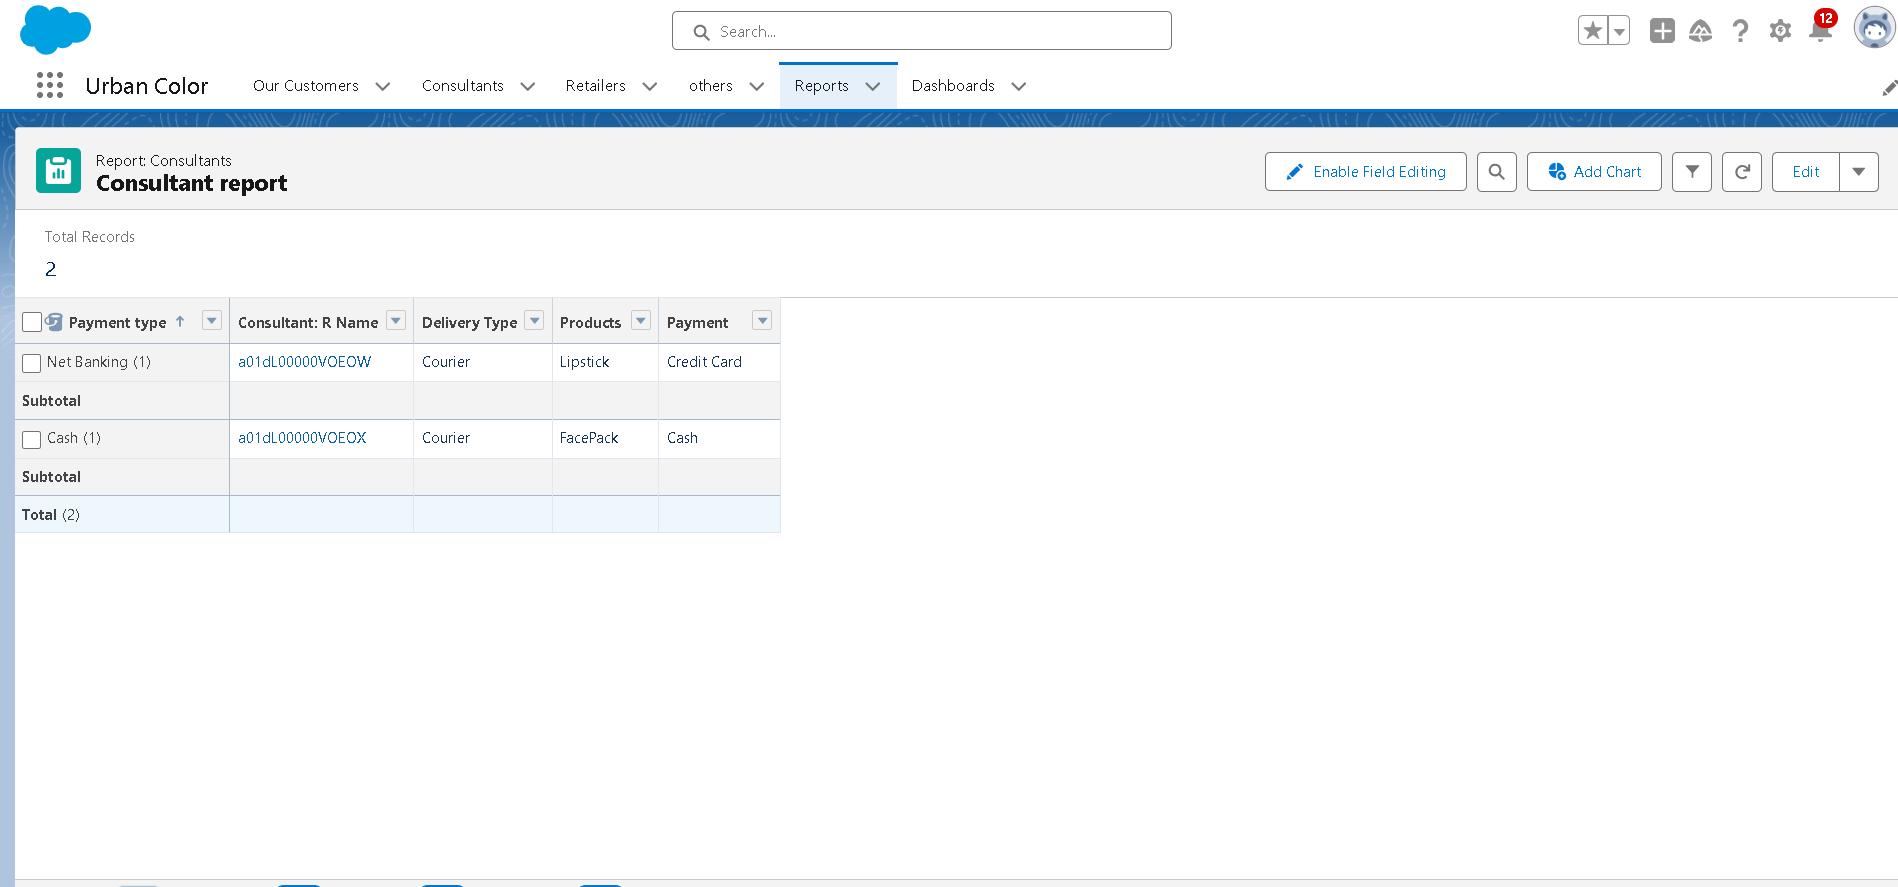 Search...
12
Urban Color
Our Customers
Consultants
Retailers
others
Reports
Dashboards
Report: Consultants
Consultant report
Enable Field Editing
Add Chart
Edit
Total Records
2
Payment type ↑ Consultant: R Name Delivery Type Products Payment
Net Banking (1) a01dL00000VOEOW Courier Lipstick Credit Card
Subtotal
Cash (1) a01dL00000VOEOX Courier FacePack Cash
Subtotal
Total (2)